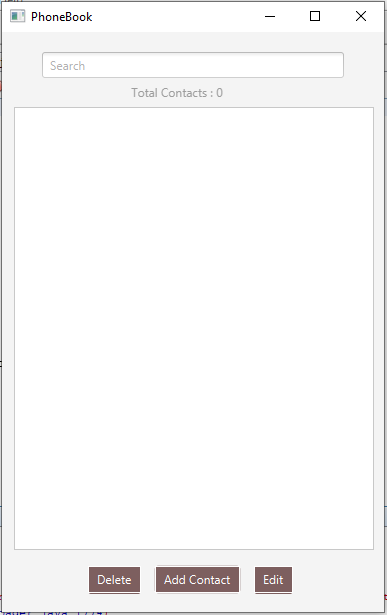 PhoneBook
Search
Total Contacts : 0
Delete
Add Contact
Edit